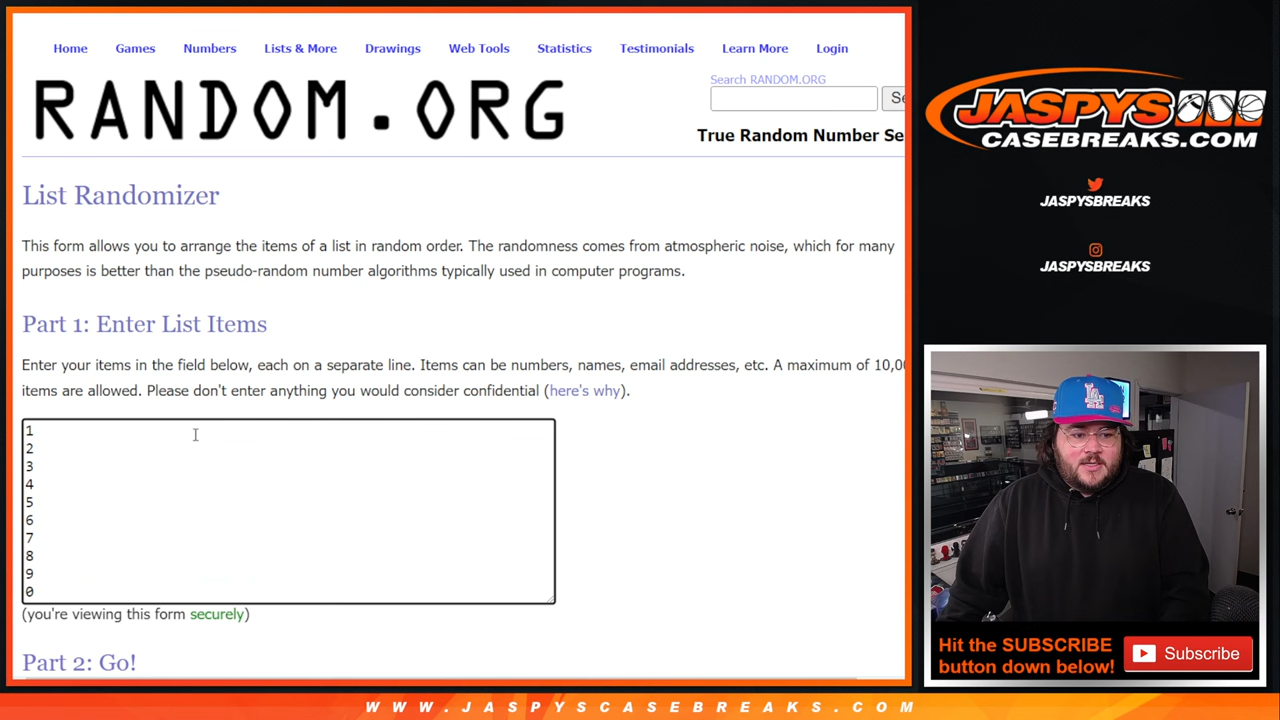 Home Games Numbers Lists & More Drawings Web Tools Statistics Testimonials Learn More Login
RANDOM.ORG
Search RANDOM.ORG
Se
True Random Number Se
List Randomizer
This form allows you to arrange the items of a list in random order. The randomness comes from atmospheric noise, which for many
purposes is better than the pseudo-random number algorithms typically used in computer programs.
Part 1: Enter List Items
Enter your items in the field below, each on a separate line. Items can be numbers, names, email addresses, etc. A maximum of 10,00
items are allowed. Please don't enter anything you would consider confidential (here's why).
1
2
3
4
5
6
7
8
9
0
(you're viewing this form securely)
Part 2: Go!
JASPYS
CASEBREAKS.COM
JASPYSBREAKS
JASPYSBREAKS
LA
Hit the SUBSCRIBE
button down below!
Subscribe
WWW.JASPYSCASEBREAKS.COM